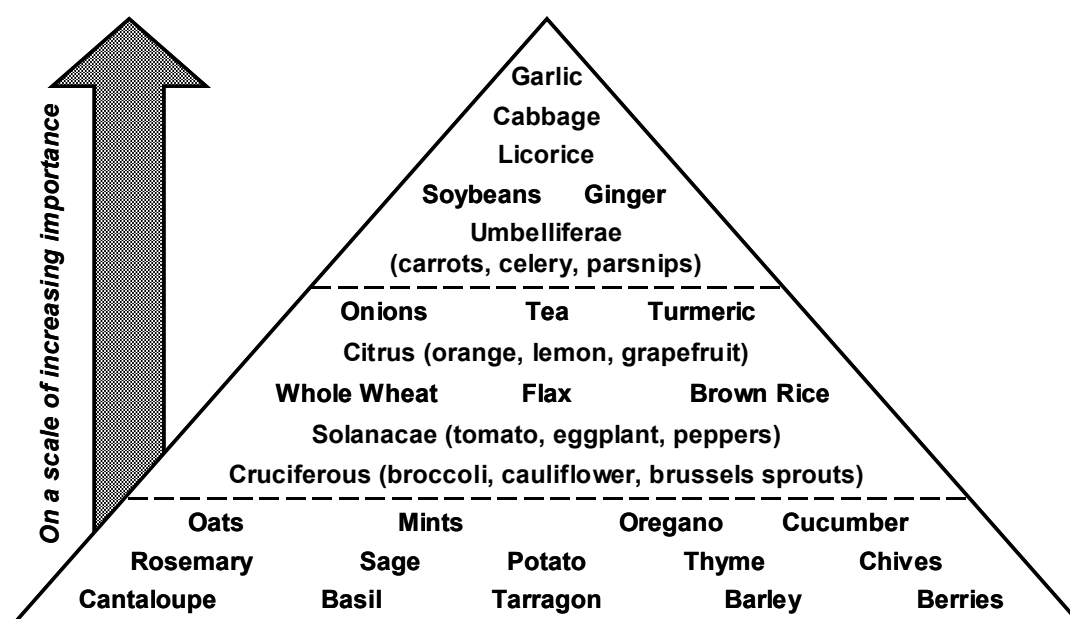 On a scale of increasing importance
Garlic
Cabbage
Licorice
Soybeans Ginger
Umbelliferae
(carrots, celery, parsnips)
Onions Tea Turmeric
Citrus (orange, lemon, grapefruit)
Whole Wheat Flax Brown Rice
Solanacae (tomato, eggplant, peppers)
Cruciferous (broccoli, cauliflower, brussels sprouts)
Oats Mints Oregano Cucumber
Rosemary Sage Potato Thyme Chives
Cantaloupe Basil Tarragon Barley Berries